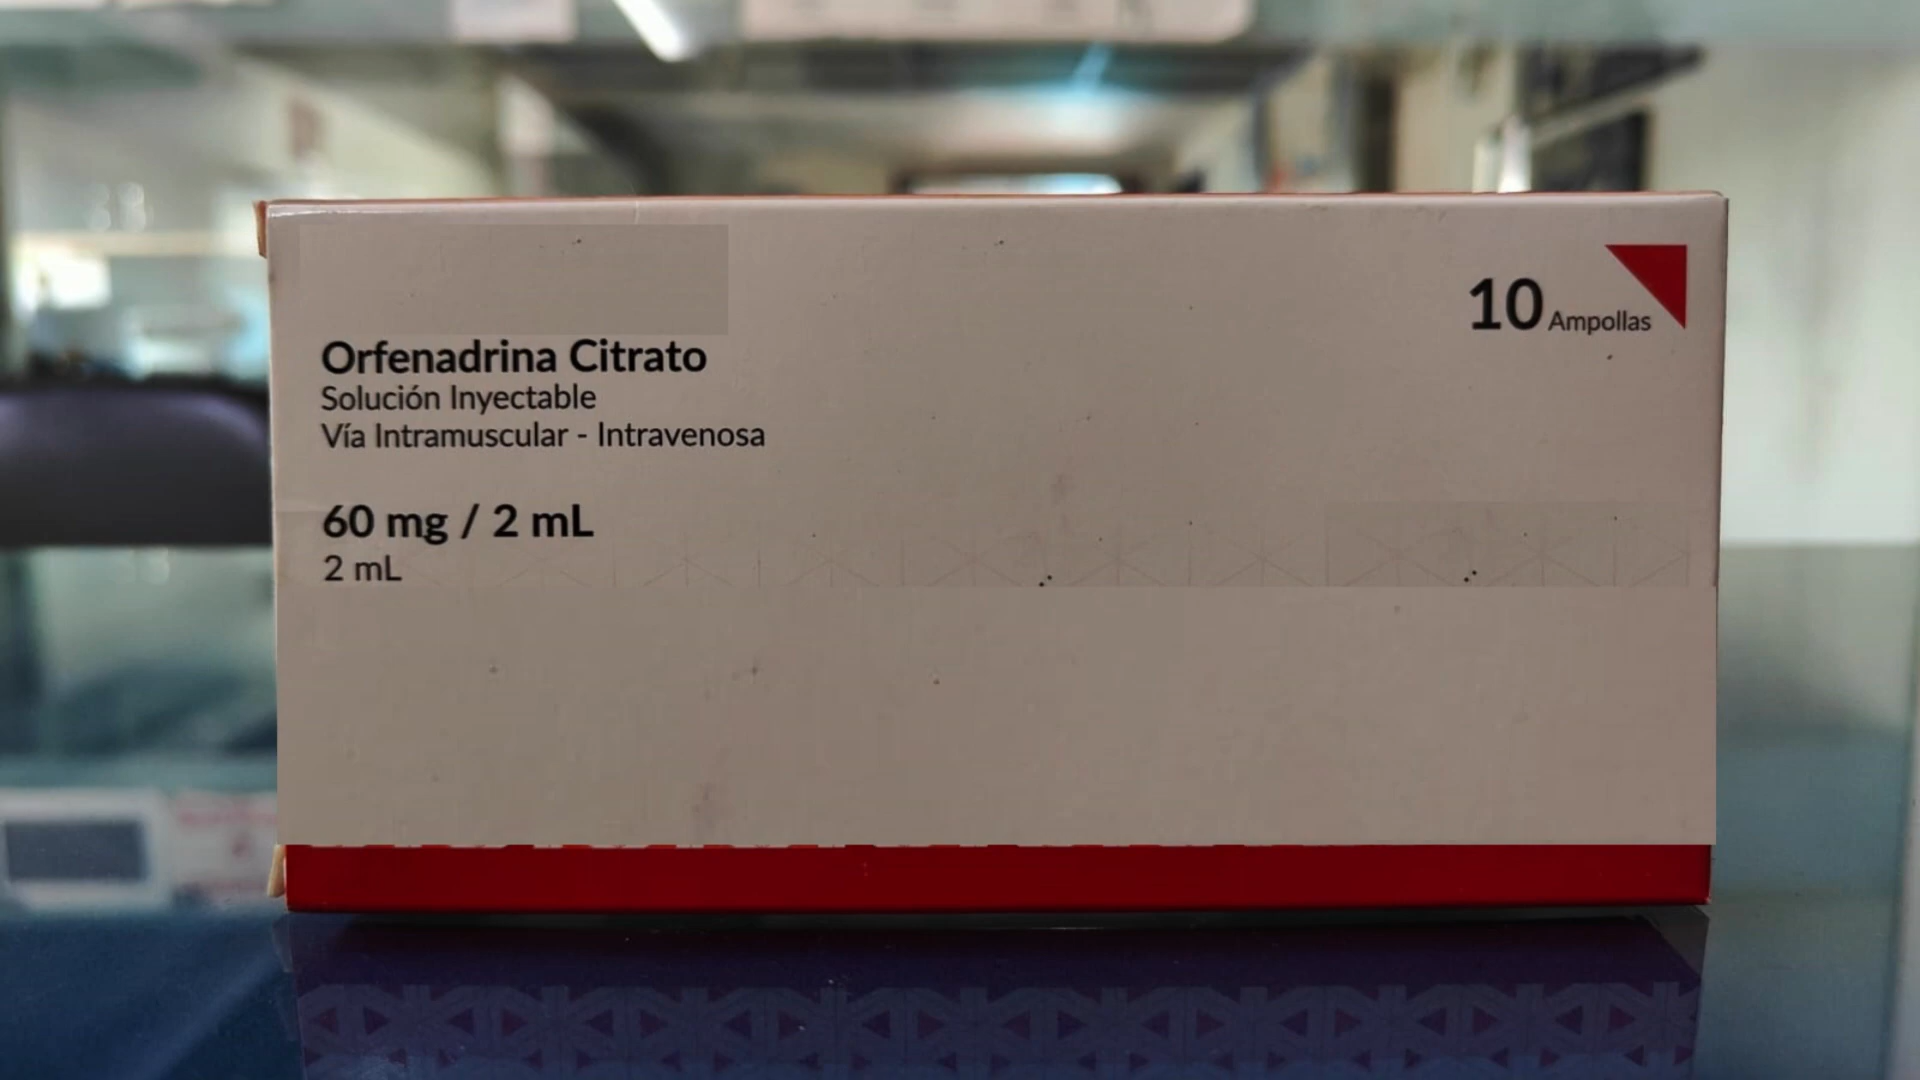 10 Ampollas
Orfenadrina Citrato
Solución Inyectable
Vía Intramuscular - Intravenosa
60 mg / 2 mL
2 mL